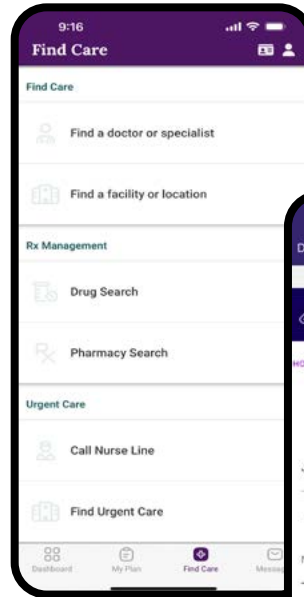 9:16
Find Care
Find Care
Find a doctor or specialist
Find a facility or location
Rx Management
Drug Search
Pharmacy Search
Urgent Care
Call Nurse Line
Find Urgent Care
Dashboard My Plan Find Care